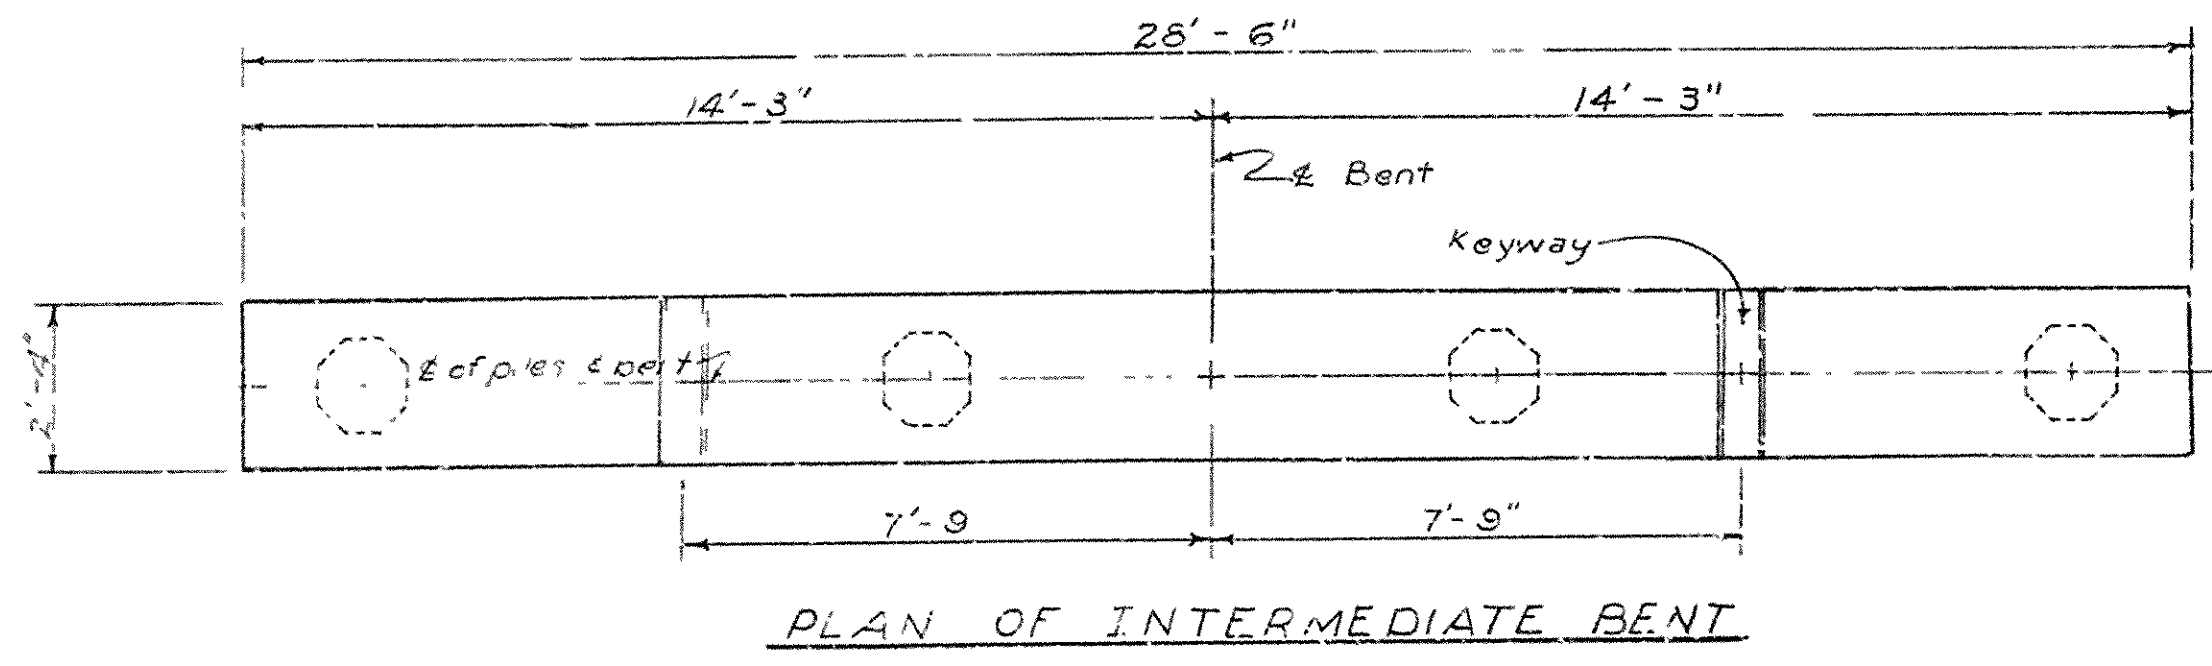 28' - 6"
14' - 3"
14' - 3"
℄ Bent
Keyway
2' - 4"
℄ of piles & bent
7' - 9
7' - 9"
PLAN OF INTERMEDIATE BENT